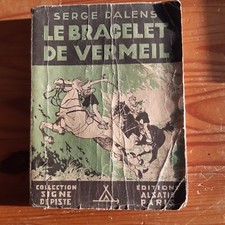 SERGE DALENS
LE BRACELET
DE VERMEIL
COLLECTION
SIGNE
DE PISTE
EDITIONS
ALSATIA
PARIS